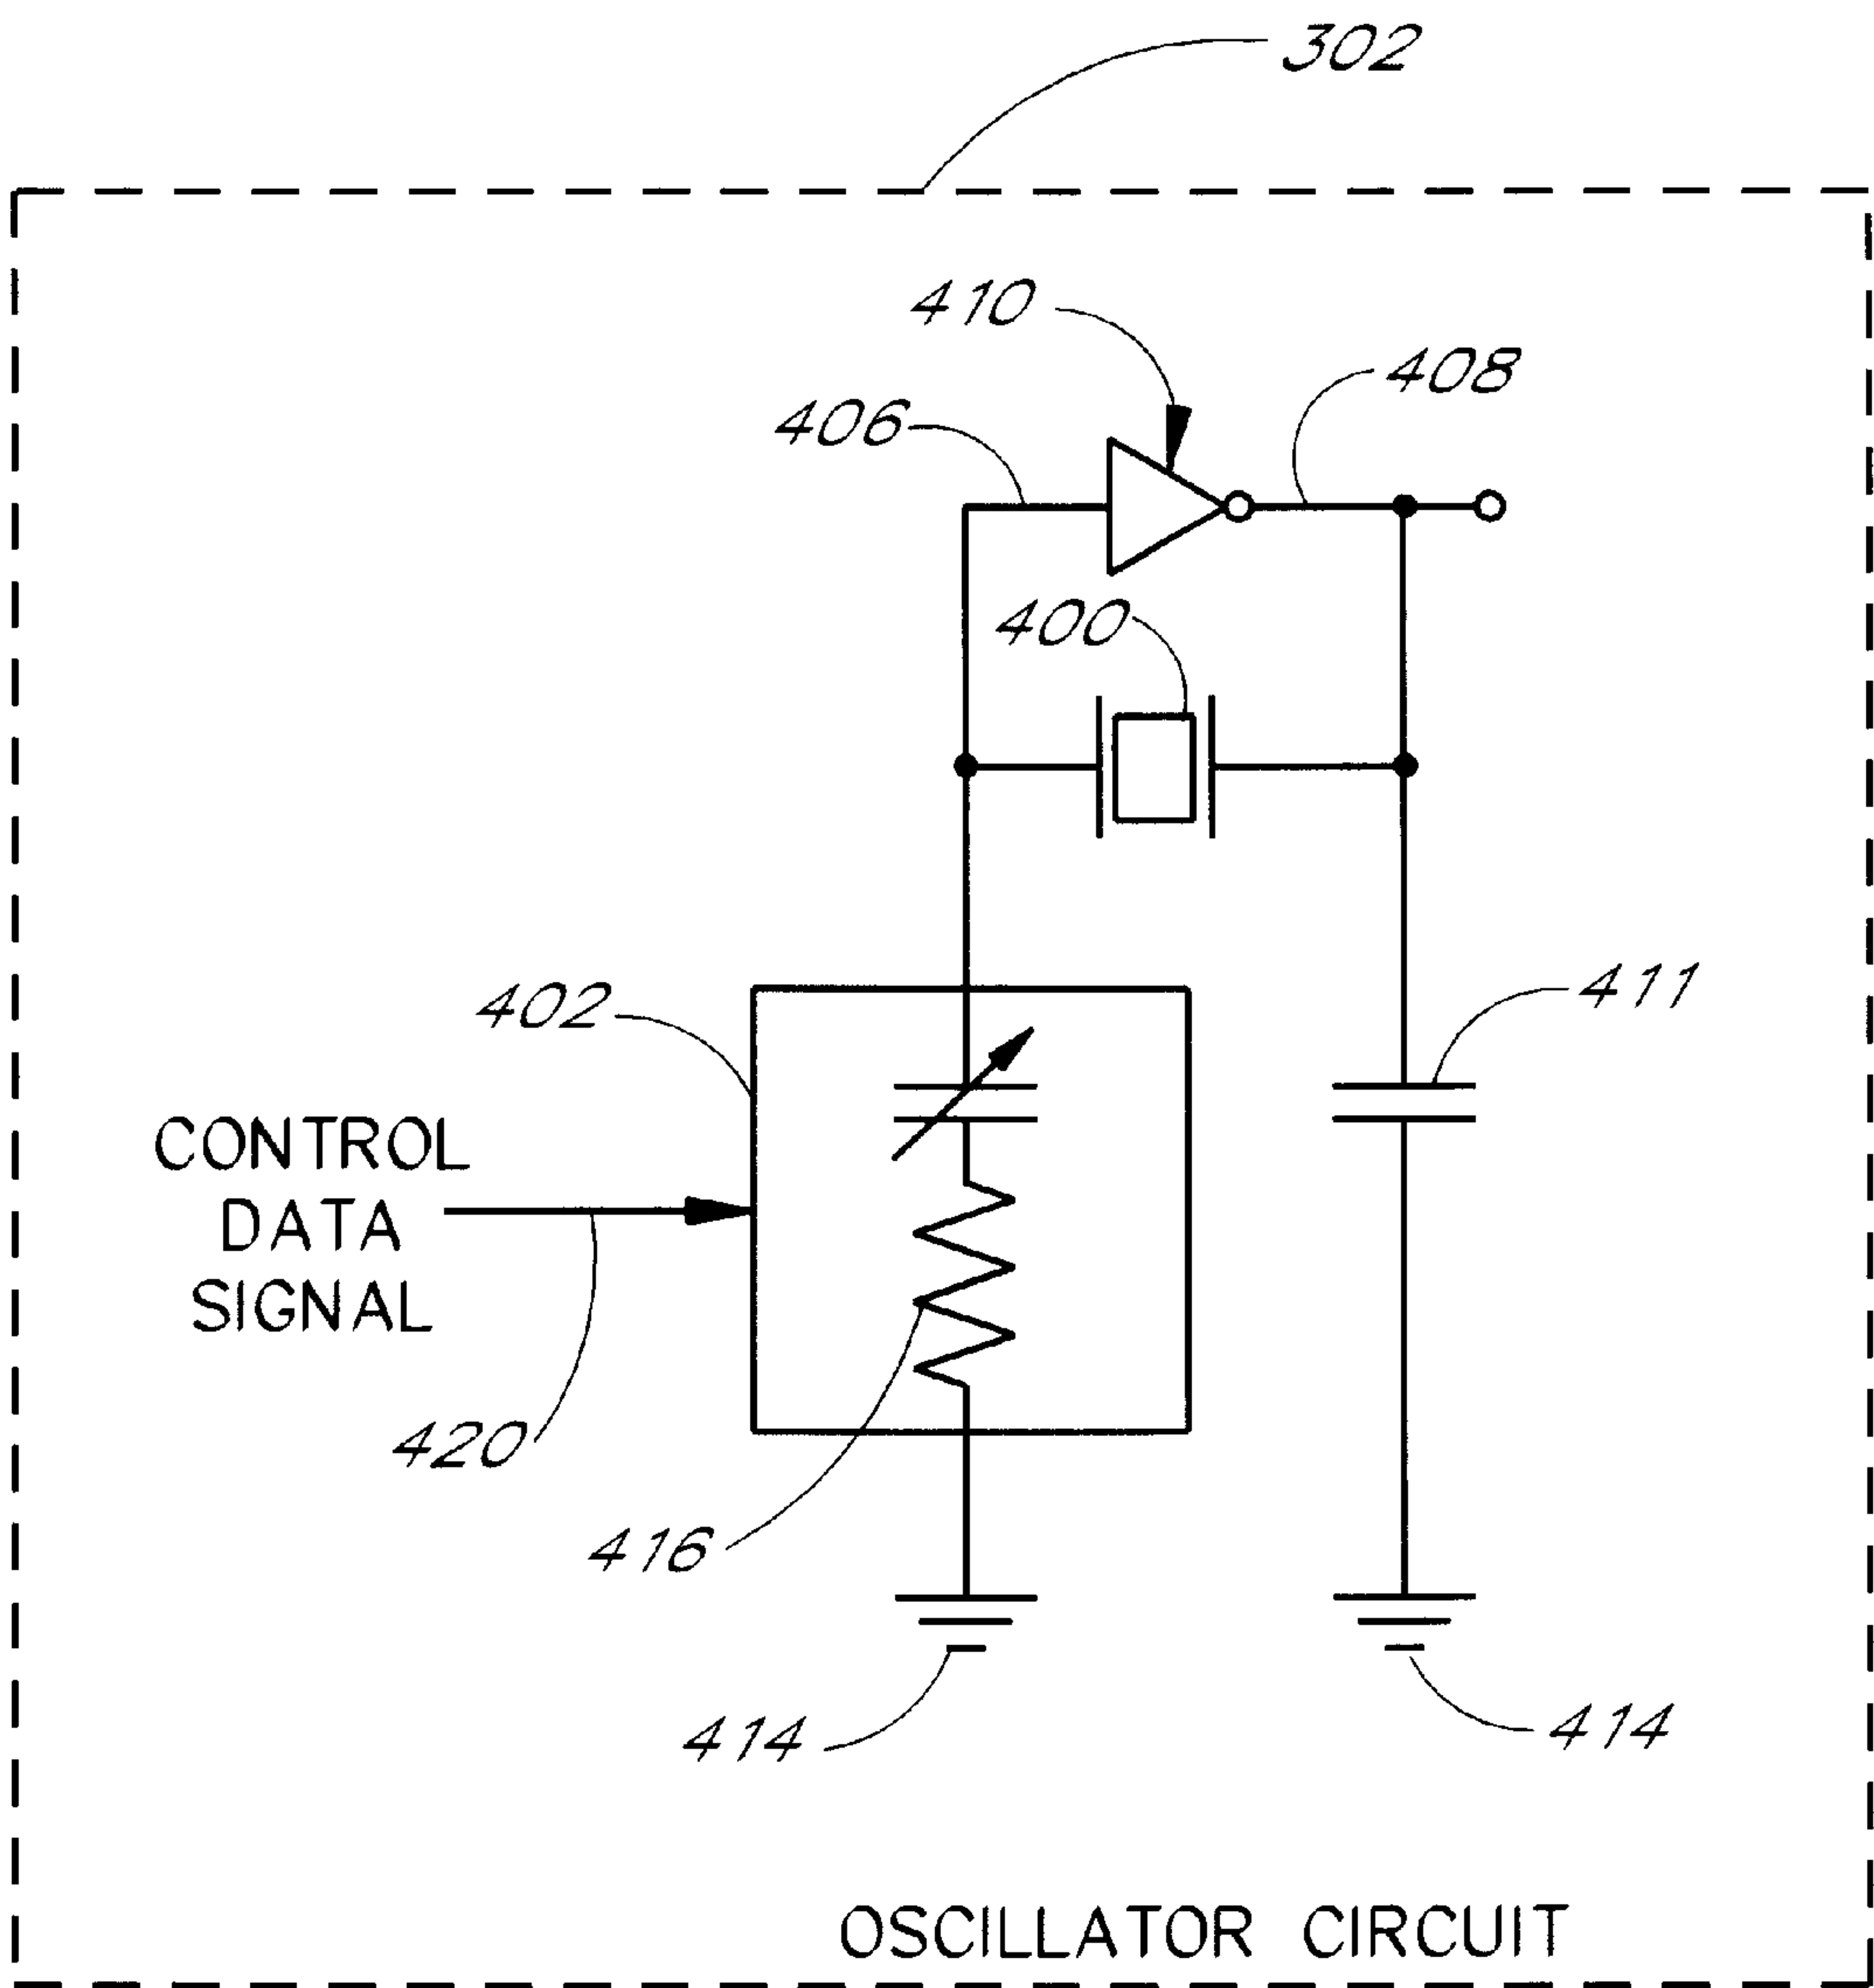 302
410
408
406
400
402
411
CONTROL
DATA
SIGNAL
420
416
414
414
OSCILLATOR CIRCUIT